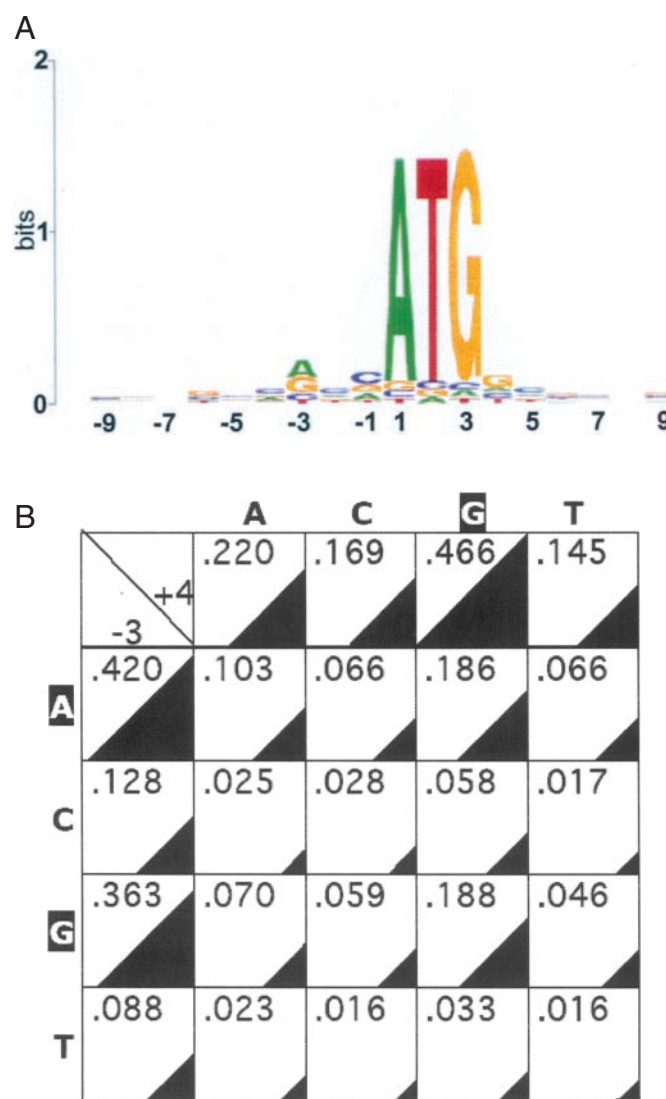 A
2
bits
1
0
ATG
-9 -7 -5 -3 -1 1 3 5 7 9
B
A C G T
+4
-3
.220 .169 .466 .145
A .420 .103 .066 .186 .066
C .128 .025 .028 .058 .017
G .363 .070 .059 .188 .046
T .088 .023 .016 .033 .016